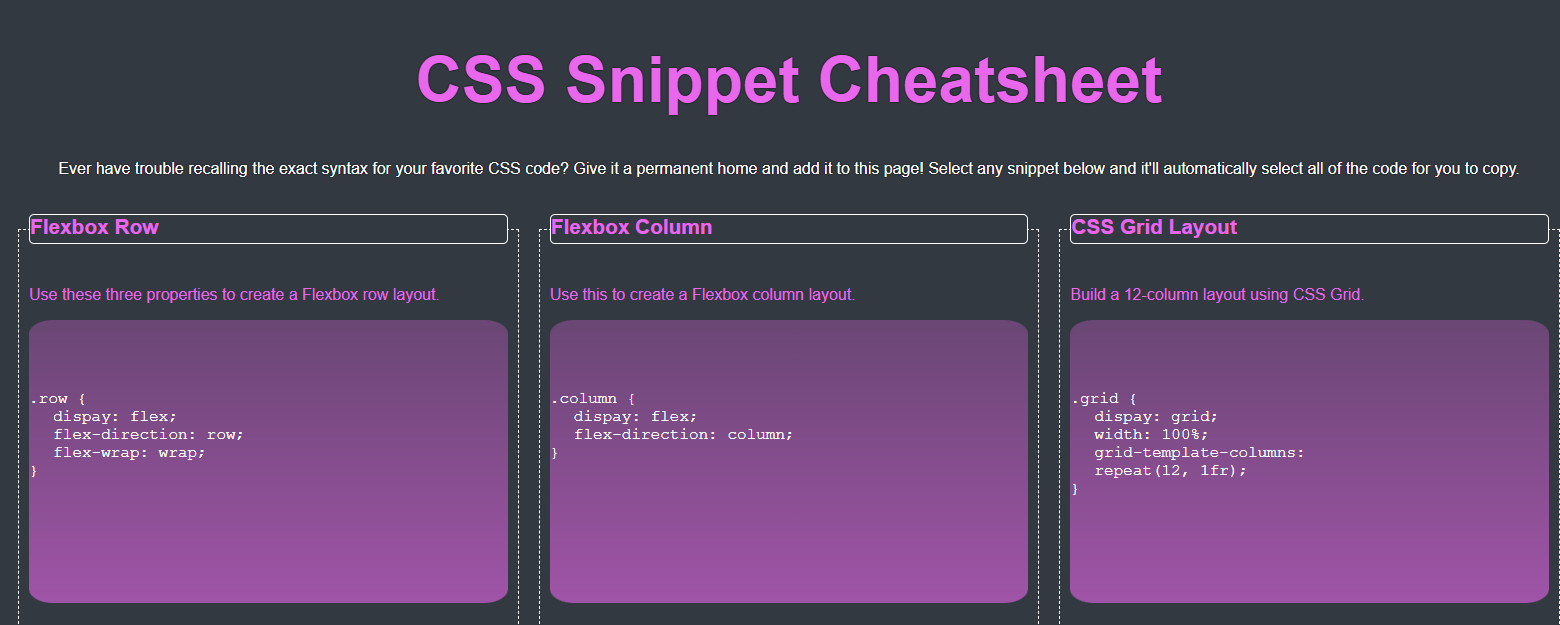 CSS Snippet Cheatsheet
Ever have trouble recalling the exact syntax for your favorite CSS code? Give it a permanent home and add it to this page! Select any snippet below and it'll automatically select all of the code for you to copy.
Flexbox Row
Use these three properties to create a Flexbox row layout.
.row {
dispay: flex;
flex-direction: row;
flex-wrap: wrap;
}
Flexbox Column
Use this to create a Flexbox column layout.
.column {
dispay: flex;
flex-direction: column;
}
CSS Grid Layout
Build a 12-column layout using CSS Grid.
.grid {
dispay: grid;
width: 100%;
grid-template-columns:
repeat(12, 1fr);
}